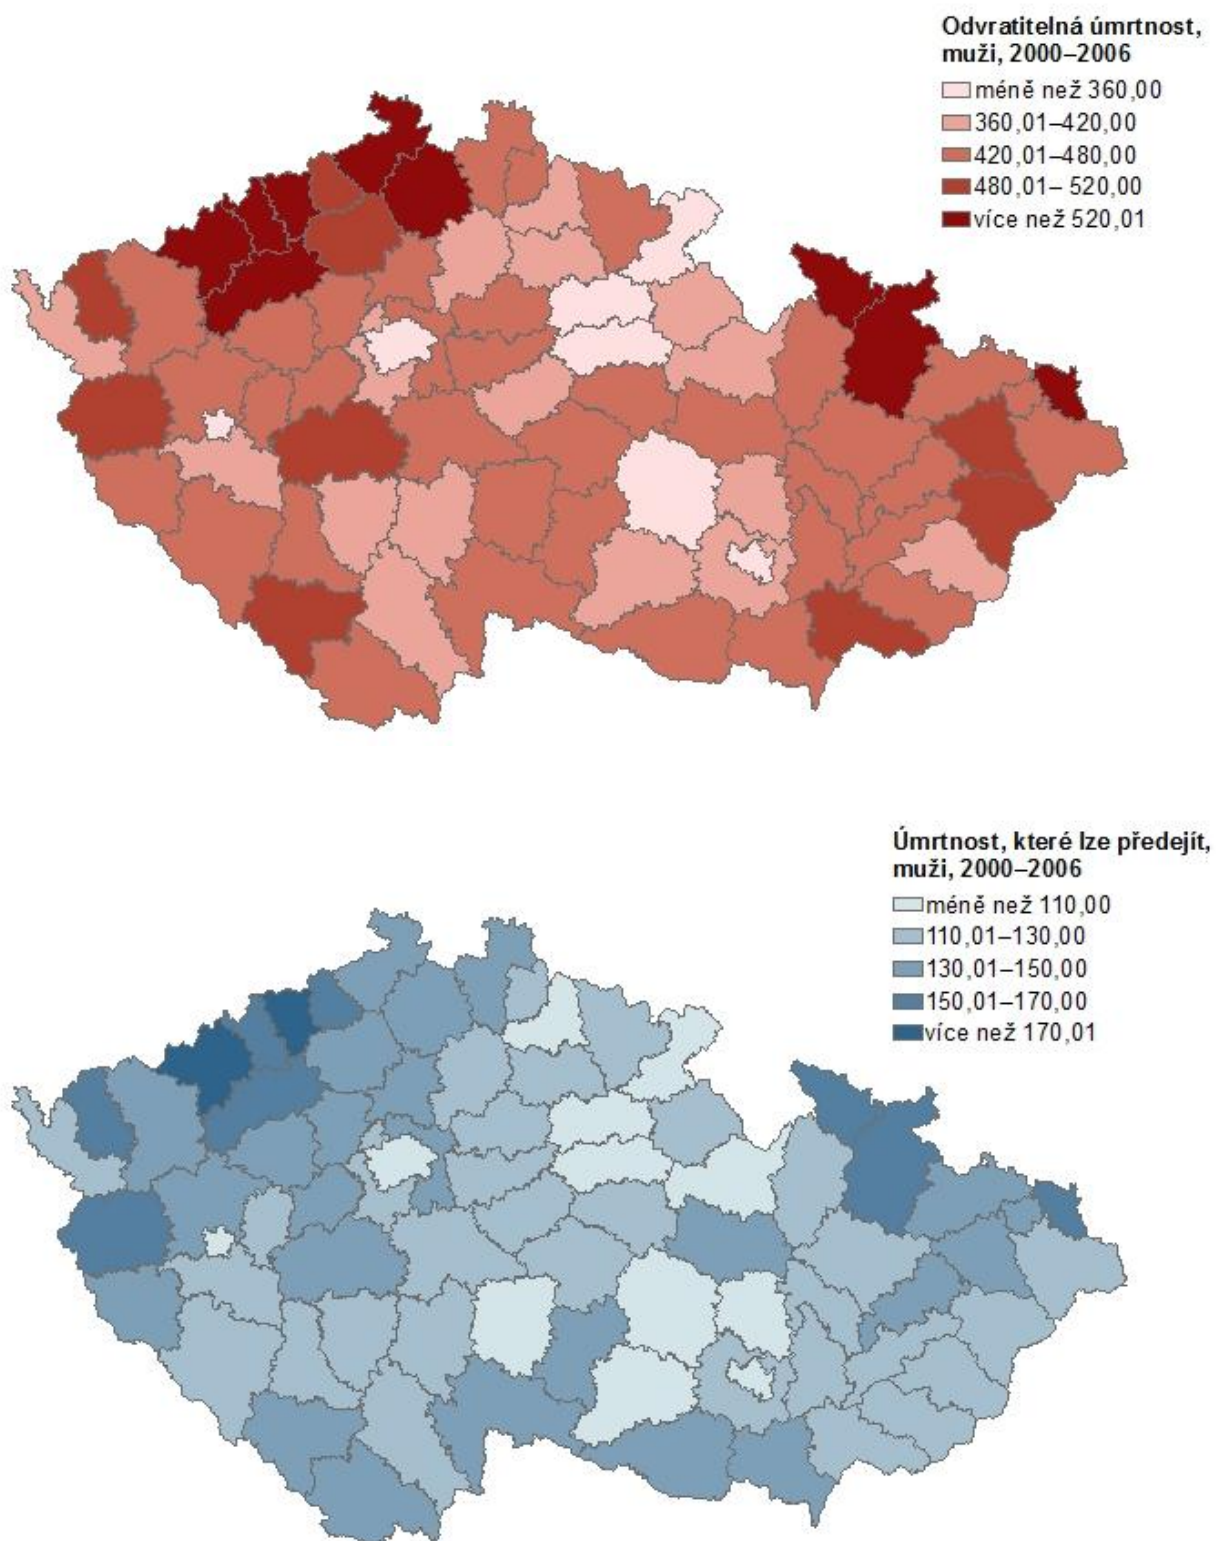 Odvratitelná úmrtnost,
muži, 2000–2006
méně než 360,00
360,01–420,00
420,01–480,00
480,01– 520,00
více než 520,01
Úmrtnost, které lze předejít,
muži, 2000–2006
méně než 110,00
110,01–130,00
130,01–150,00
150,01–170,00
více než 170,01